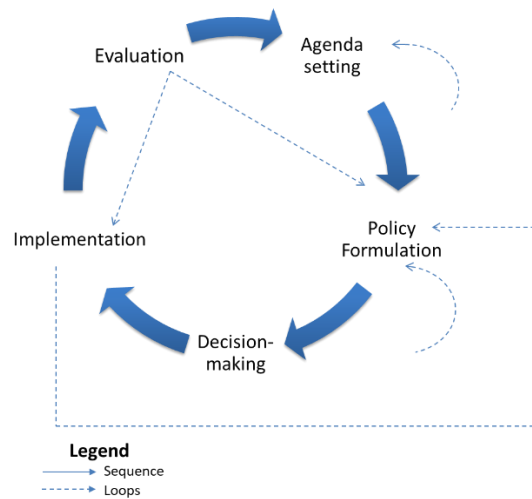 Evaluation
Agenda
setting
Implementation
Policy
Formulation
Decision-
making
Legend
Sequence
Loops